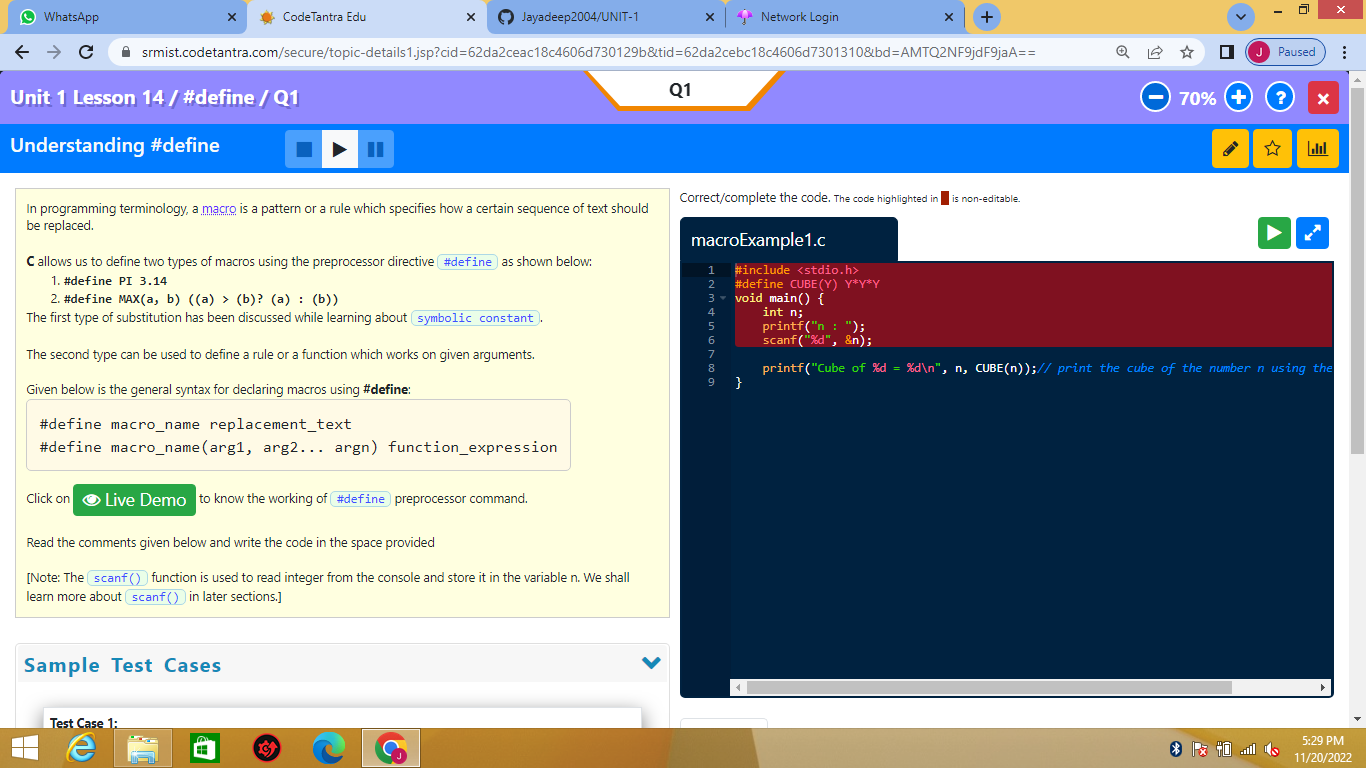 WhatsApp
CodeTantra Edu
Jayadeep2004/UNIT-1
Network Login
srmist.codetantra.com/secure/topic-details1.jsp?cid=62da2ceac18c4606d730129b&tid=62da2cebc18c4606d7301310&bd=AMTQ2NF9jdF9jaA==
J Paused
Unit 1 Lesson 14 / #define / Q1
Q1
70%
?
Understanding #define
In programming terminology, a macro is a pattern or a rule which specifies how a certain sequence of text should
be replaced.
C allows us to define two types of macros using the preprocessor directive #define as shown below:
1. #define PI 3.14
2. #define MAX(a, b) ((a) > (b)? (a) : (b))
The first type of substitution has been discussed while learning about symbolic constant.
The second type can be used to define a rule or a function which works on given arguments.
Given below is the general syntax for declaring macros using #define:
#define macro_name replacement_text
#define macro_name(arg1, arg2... argn) function_expression
Click on Live Demo to know the working of #define preprocessor command.
Read the comments given below and write the code in the space provided
[Note: The scanf() function is used to read integer from the console and store it in the variable n. We shall
learn more about scanf() in later sections.]
Sample Test Cases
Test Case 1:
Correct/complete the code. The code highlighted in is non-editable.
macroExample1.c
1 #include <stdio.h>
2 #define CUBE(Y) Y*Y*Y
3 void main() {
4 int n;
5 printf("n : ");
6 scanf("%d", &n);
7
8 printf("Cube of %d = %d\n", n, CUBE(n));// print the cube of the number n using the
9 }
J
5:29 PM
11/20/2022